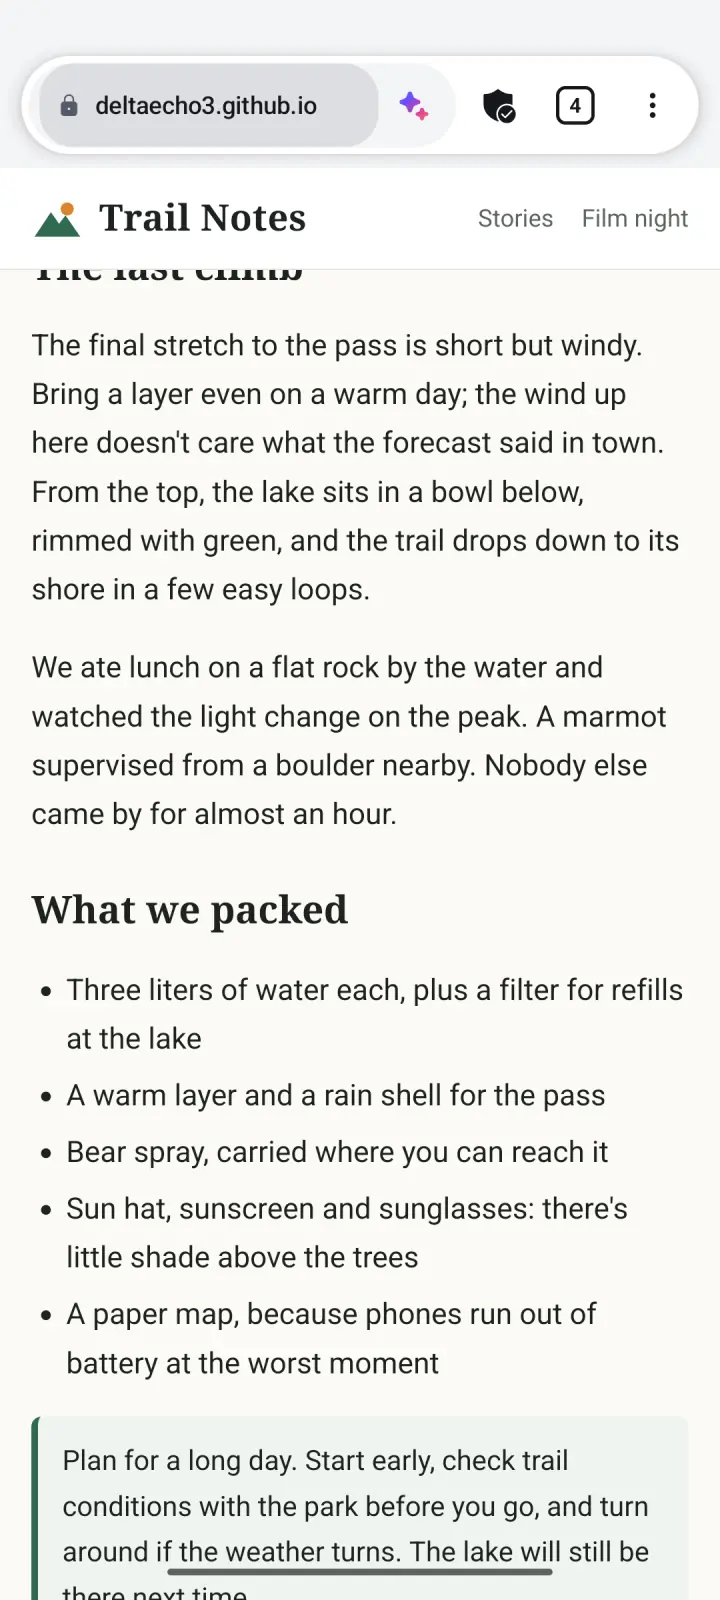 deltaecho3.github.io
4
Trail Notes
Stories
Film night
The last climb
The final stretch to the pass is short but windy.
Bring a layer even on a warm day; the wind up
here doesn't care what the forecast said in town.
From the top, the lake sits in a bowl below,
rimmed with green, and the trail drops down to its
shore in a few easy loops.
We ate lunch on a flat rock by the water and
watched the light change on the peak. A marmot
supervised from a boulder nearby. Nobody else
came by for almost an hour.
What we packed
• Three liters of water each, plus a filter for refills
at the lake
• A warm layer and a rain shell for the pass
• Bear spray, carried where you can reach it
• Sun hat, sunscreen and sunglasses: there's
little shade above the trees
• A paper map, because phones run out of
battery at the worst moment
Plan for a long day. Start early, check trail
conditions with the park before you go, and turn
around if the weather turns. The lake will still be
there next time.